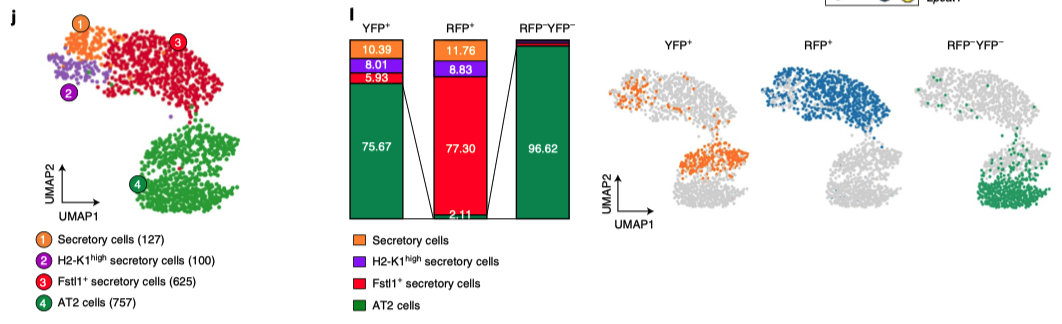 j
1
3
2
4
UMAP2
UMAP1
1 Secretory cells (127)
2 H2-K1high secretory cells (100)
3 Fstl1+ secretory cells (625)
4 AT2 cells (757)
l
YFP+ RFP+ RFP−YFP−
10.39 11.76
8.01 8.83
5.93
75.67 77.30 96.62
2.11
Secretory cells
H2-K1high secretory cells
Fstl1+ secretory cells
AT2 cells
YFP+ RFP+ RFP−YFP−
UMAP2
UMAP1